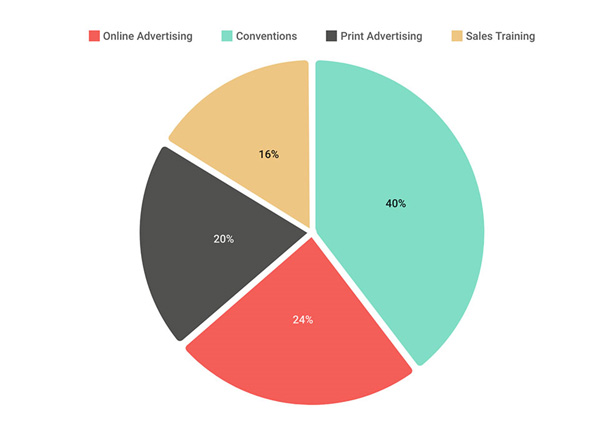 Online Advertising Conventions Print Advertising Sales Training
16%
40%
20%
24%